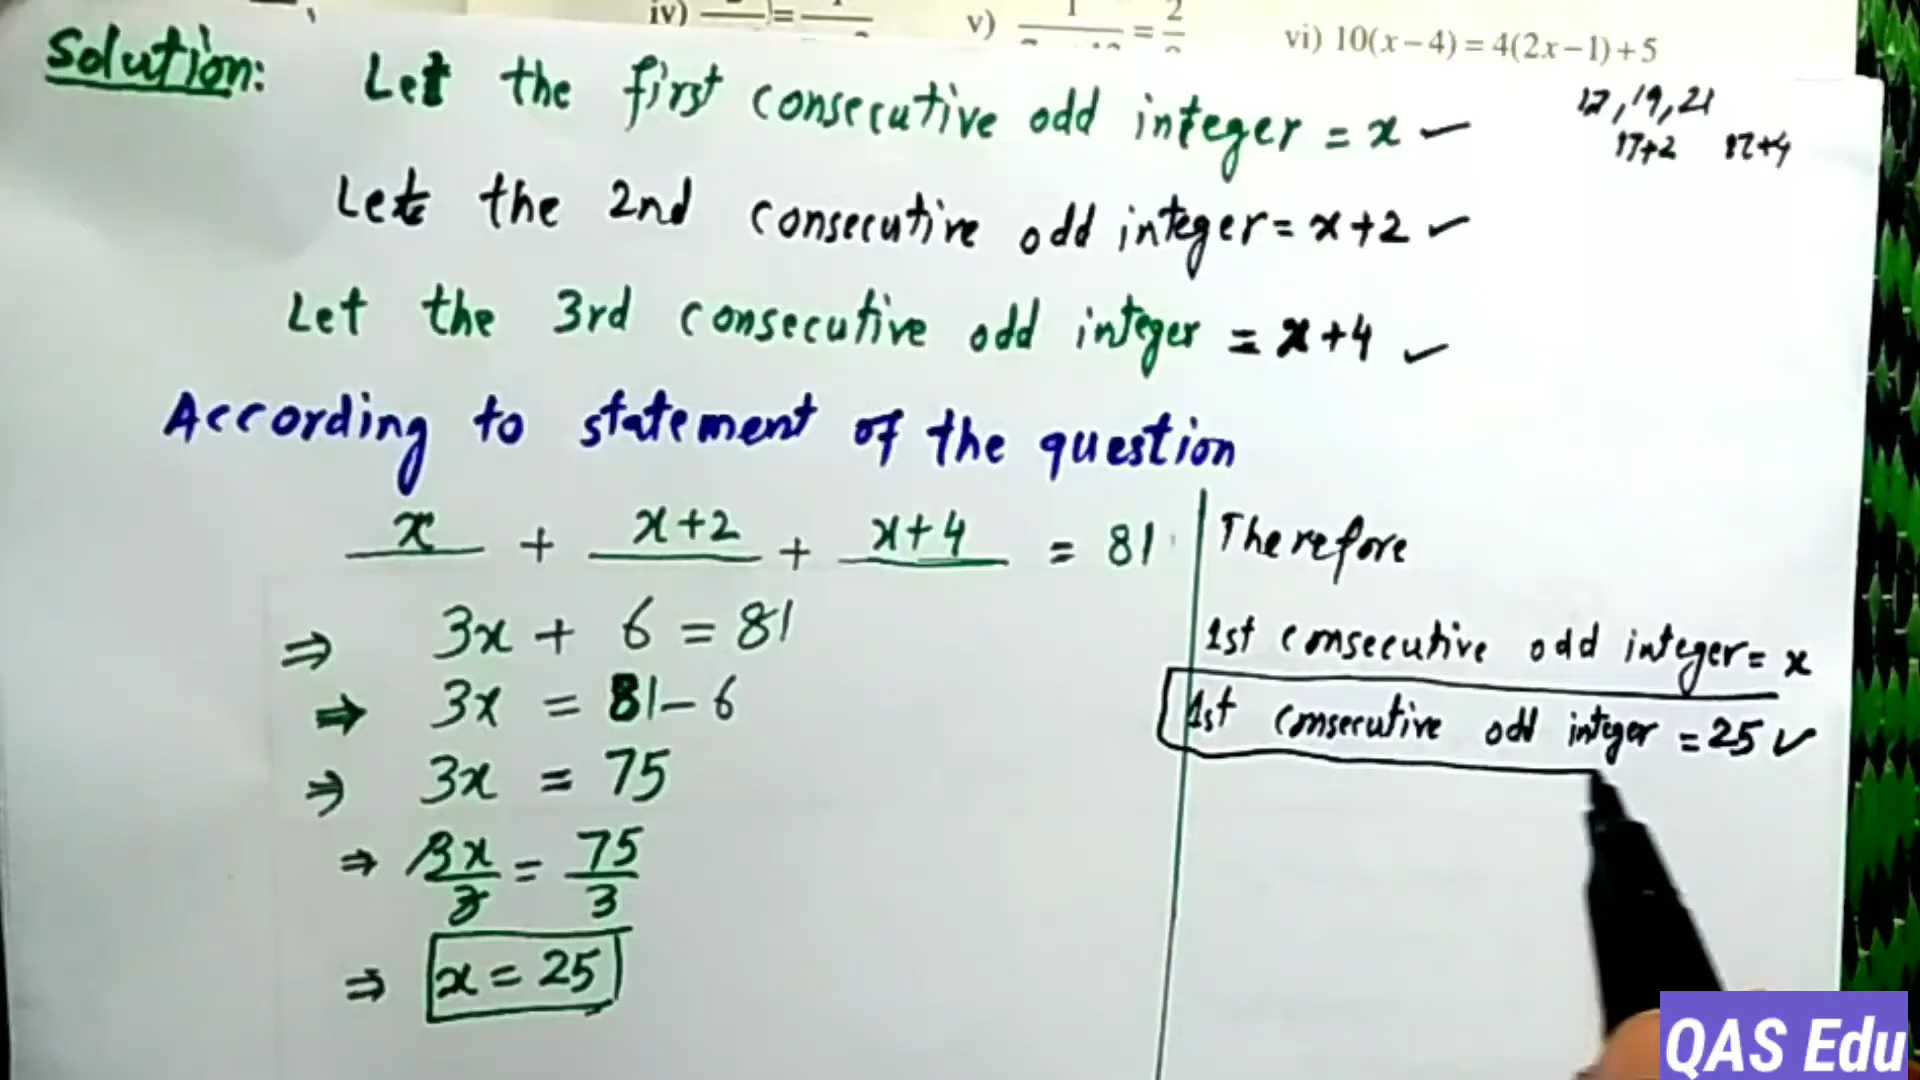 iv)
v) 1 = 2
vi) 10(x – 4) = 4(2x – 1) + 5
Solution: Let the first consecutive odd integer = x ✓
17, 19, 21
17+2 17+4
Let the 2nd consecutive odd integer = x+2 ✓
Let the 3rd consecutive odd integer = x+4 ✓
According to statement of the question
x + x+2 + x+4 = 81
⇒ 3x + 6 = 81
⇒ 3x = 81 – 6
⇒ 3x = 75
⇒ 3x/3 = 75/3
⇒ x = 25
Therefore
1st consecutive odd integer = x
1st consecutive odd integer = 25 ✓
QAS Edu